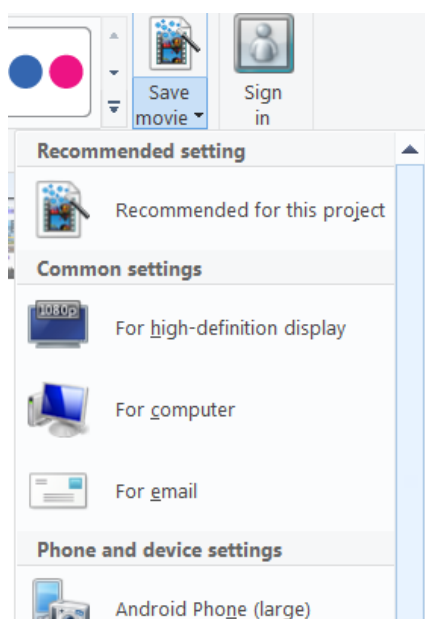 Save
movie
Sign
in
Recommended setting
Recommended for this project
Common settings
1080p
For high-definition display
For computer
For email
Phone and device settings
Android Phone (large)